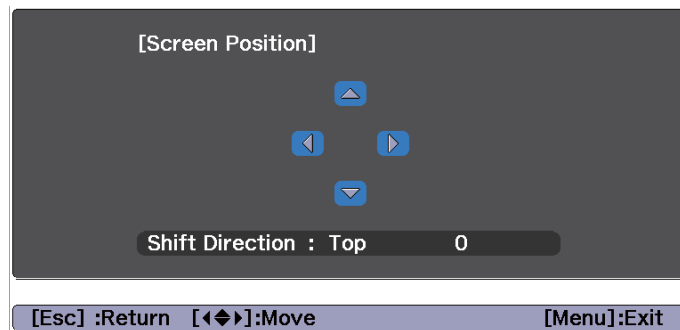 [Screen Position]
Shift Direction : Top 0
[Esc] :Return [◀◆▶]:Move [Menu]:Exit